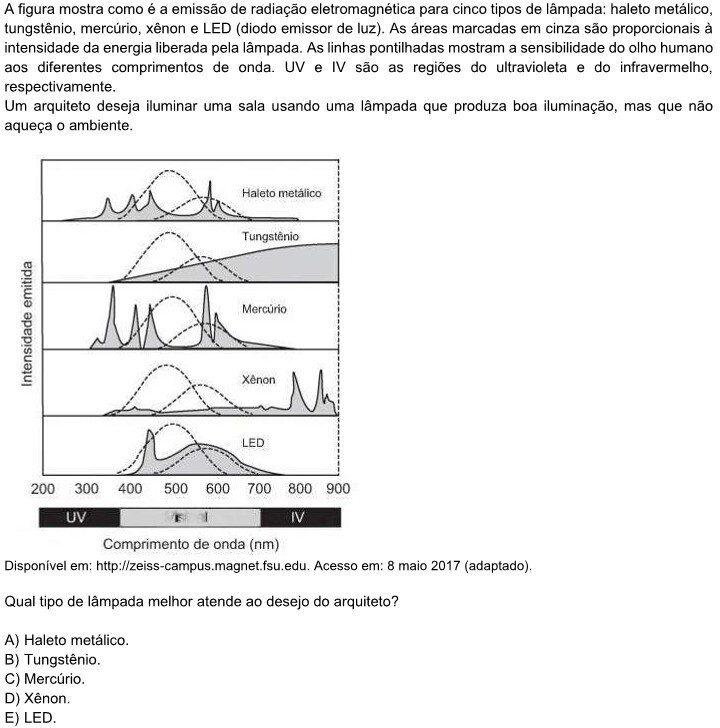 A figura mostra como é a emissão de radiação eletromagnética para cinco tipos de lâmpada: haleto metálico,
tungstênio, mercúrio, xênon e LED (diodo emissor de luz). As áreas marcadas em cinza são proporcionais à
intensidade da energia liberada pela lâmpada. As linhas pontilhadas mostram a sensibilidade do olho humano
aos diferentes comprimentos de onda. UV e IV são as regiões do ultravioleta e do infravermelho,
respectivamente.
Um arquiteto deseja iluminar uma sala usando uma lâmpada que produza boa iluminação, mas que não
aqueça o ambiente.
Intensidade emitida
Haleto metálico
Tungstênio
Mercúrio
Xênon
LED
200 300 400 500 600 700 800 900
UV IV
Comprimento de onda (nm)
Disponível em: http://zeiss-campus.magnet.fsu.edu. Acesso em: 8 maio 2017 (adaptado).
Qual tipo de lâmpada melhor atende ao desejo do arquiteto?
A) Haleto metálico.
B) Tungstênio.
C) Mercúrio.
D) Xênon.
E) LED.